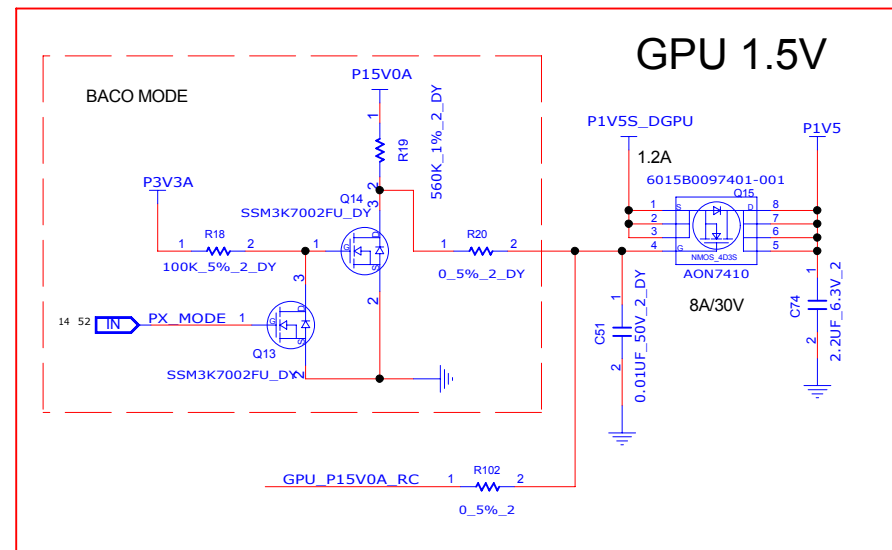 GPU 1.5V
BACO MODE
P15V0A
1
R19
560K_1%_2_DY
2
P3V3A
R18
1
2
100K_5%_2_DY
Q14
SSM3K7002FU_DY
3
D
1
G
S
2
R20
1
2
0_5%_2_DY
14 52
IN
PX_MODE
1
3
D
G
S
2
Q13
SSM3K7002FU_DY
P1V5S_DGPU
P1V5
1.2A
6015B0097401-001
Q15
1
S
D
8
2
7
3
6
4
G
5
NMOS_4D3S
AON7410
8A/30V
1
C51
2
0.01UF_50V_2_DY
1
C74
2
2.2UF_6.3V_2
GPU_P15V0A_RC
1
R102
2
0_5%_2